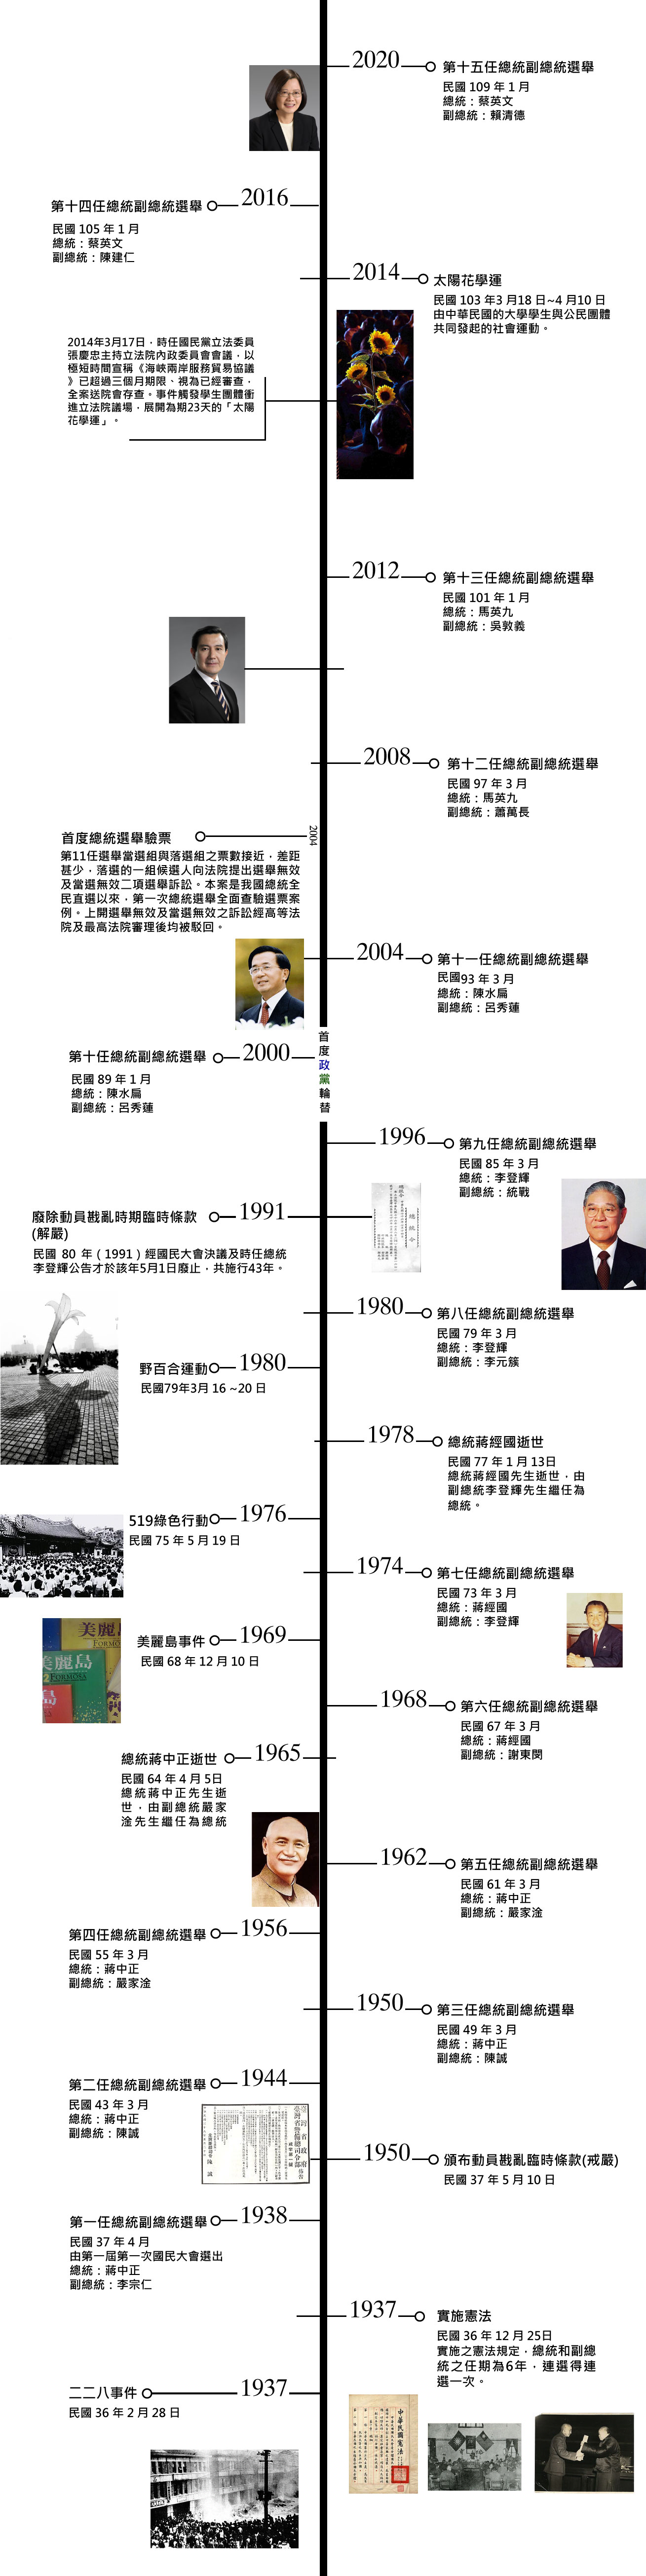 2020
第十五任總統副總統選舉
民國 109 年 1 月
總統：蔡英文
副總統：賴清德
2016
第十四任總統副總統選舉
民國 105 年 1 月
總統：蔡英文
副總統：陳建仁
2014
太陽花學運
民國 103 年3 月18 日~4 月10 日
由中華民國的大學學生與公民團體
共同發起的社會運動。
2014年3月17日，時任國民黨立法委員
張慶忠主持立法院內政委員會會議，以
極短時間宣稱《海峽兩岸服務貿易協議
》已超過三個月期限、視為已經審查，
全案送院會存查。事件觸發學生團體衝
進立法院議場，展開為期23天的「太陽
花學運」。
2012
第十三任總統副總統選舉
民國 101 年 1 月
總統：馬英九
副總統：吳敦義
2008
第十二任總統副總統選舉
民國 97 年 3 月
總統：馬英九
副總統：蕭萬長
2004
首度總統選舉驗票
第11任選舉當選組與落選組之票數接近，差距
甚少，落選的一組候選人向法院提出選舉無效
及當選無效二項選舉訴訟。本案是我國總統全
民直選以來，第一次總統選舉全面查驗選票案
例。上開選舉無效及當選無效之訴訟經高等法
院及最高法院審理後均被駁回。
2004
第十一任總統副總統選舉
民國93 年 3 月
總統：陳水扁
副總統：呂秀蓮
首度政黨輪替
2000
第十任總統副總統選舉
民國 89 年 1 月
總統：陳水扁
副總統：呂秀蓮
1996
第九任總統副總統選舉
民國 85 年 3 月
總統：李登輝
副總統：統戰
1991
廢除動員戡亂時期臨時條款
(解嚴)
民國 80 年（1991）經國民大會決議及時任總統
李登輝公告才於該年5月1日廢止，共施行43年。
總統令
1980
第八任總統副總統選舉
民國 79 年 3 月
總統：李登輝
副總統：李元簇
1980
野百合運動
民國79年3月 16 ~20 日
1978
總統蔣經國逝世
民國 77 年 1 月 13日
總統蔣經國先生逝世，由
副總統李登輝先生繼任為
總統。
1976
519綠色行動
民國 75 年 5 月 19 日
1974
第七任總統副總統選舉
民國 73 年 3 月
總統：蔣經國
副總統：李登輝
1969
美麗島事件
民國 68 年 12 月 10 日
美麗島
FORMOSA
美麗島
1968
第六任總統副總統選舉
民國 67 年 3 月
總統：蔣經國
副總統：謝東閔
1965
總統蔣中正逝世
民國 64 年 4 月 5日
總統蔣中正先生逝
世，由副總統嚴家
淦先生繼任為總統
1962
第五任總統副總統選舉
民國 61 年 3 月
總統：蔣中正
副總統：嚴家淦
1956
第四任總統副總統選舉
民國 55 年 3 月
總統：蔣中正
副總統：嚴家淦
1950
第三任總統副總統選舉
民國 49 年 3 月
總統：蔣中正
副總統：陳誠
1944
第二任總統副總統選舉
民國 43 年 3 月
總統：蔣中正
副總統：陳誠
臺灣省政府
臺灣省警備總司令部
1950
頒布動員戡亂臨時條款(戒嚴)
民國 37 年 5 月 10 日
1938
第一任總統副總統選舉
民國 37 年 4 月
由第一屆第一次國民大會選出
總統：蔣中正
副總統：李宗仁
1937
實施憲法
民國 36 年 12 月 25日
實施之憲法規定，總統和副總
統之任期為6年，連選得連
選一次。
1937
二二八事件
民國 36 年 2 月 28 日
中華民國憲法